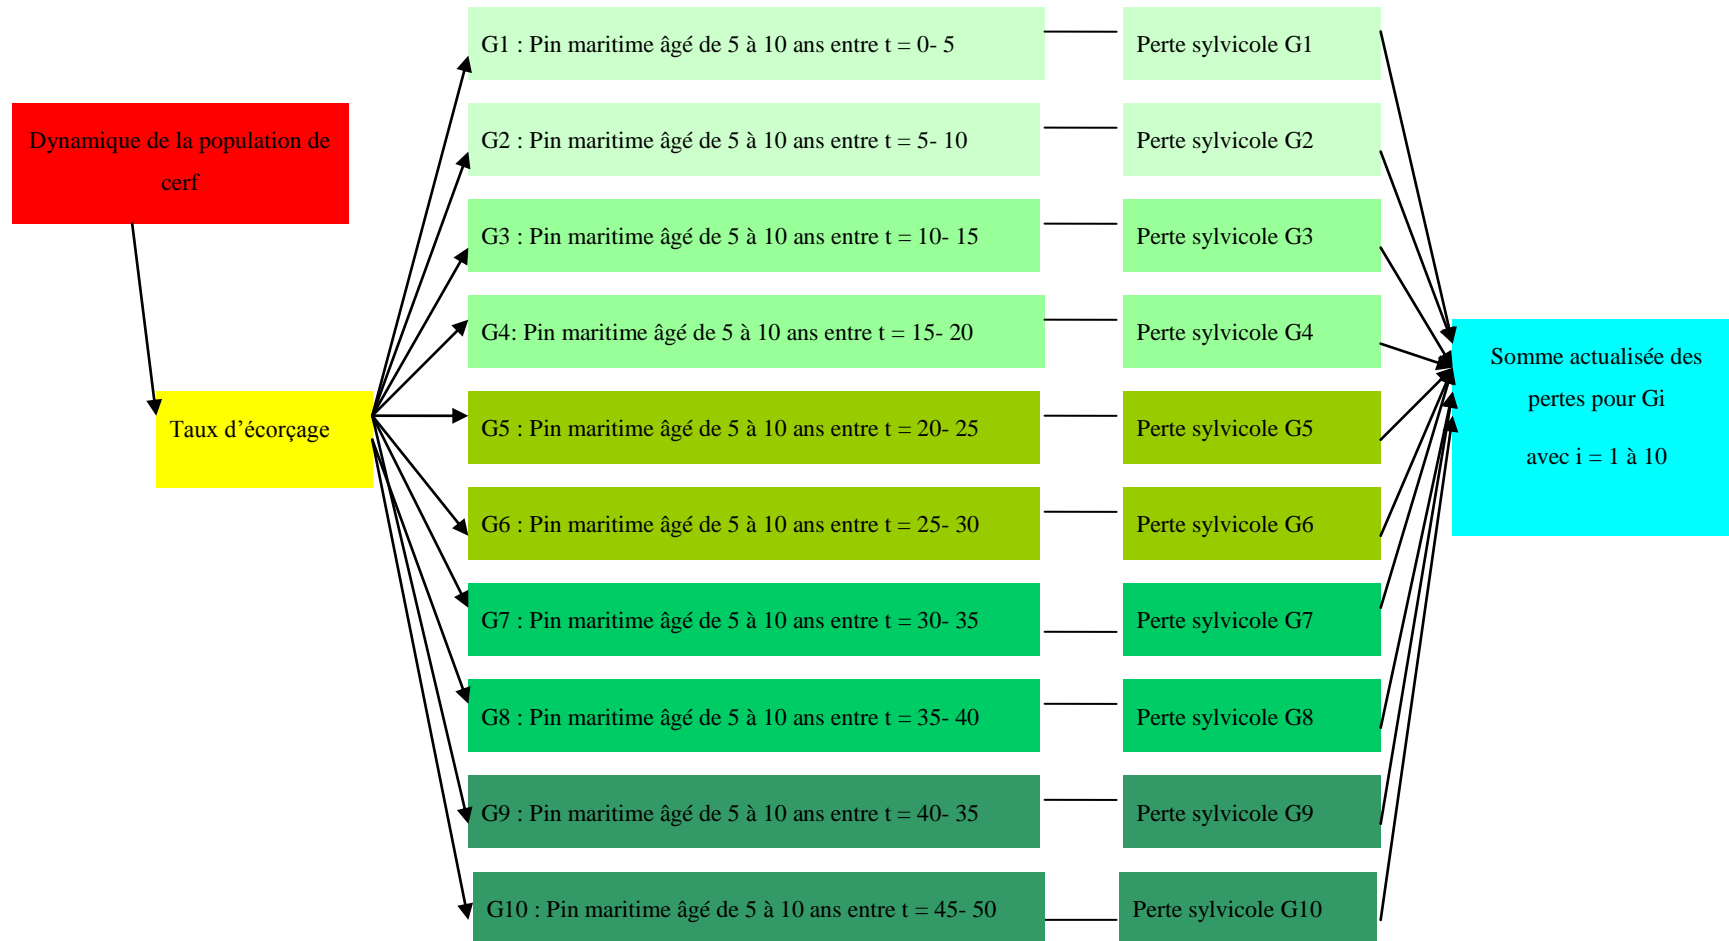 Dynamique de la population de
cerf
Taux d’écorçage
G1 : Pin maritime âgé de 5 à 10 ans entre t = 0- 5
Perte sylvicole G1
G2 : Pin maritime âgé de 5 à 10 ans entre t = 5- 10
Perte sylvicole G2
G3 : Pin maritime âgé de 5 à 10 ans entre t = 10- 15
Perte sylvicole G3
G4: Pin maritime âgé de 5 à 10 ans entre t = 15- 20
Perte sylvicole G4
G5 : Pin maritime âgé de 5 à 10 ans entre t = 20- 25
Perte sylvicole G5
G6 : Pin maritime âgé de 5 à 10 ans entre t = 25- 30
Perte sylvicole G6
G7 : Pin maritime âgé de 5 à 10 ans entre t = 30- 35
Perte sylvicole G7
G8 : Pin maritime âgé de 5 à 10 ans entre t = 35- 40
Perte sylvicole G8
G9 : Pin maritime âgé de 5 à 10 ans entre t = 40- 35
Perte sylvicole G9
G10 : Pin maritime âgé de 5 à 10 ans entre t = 45- 50
Perte sylvicole G10
Somme actualisée des
pertes pour Gi
avec i = 1 à 10